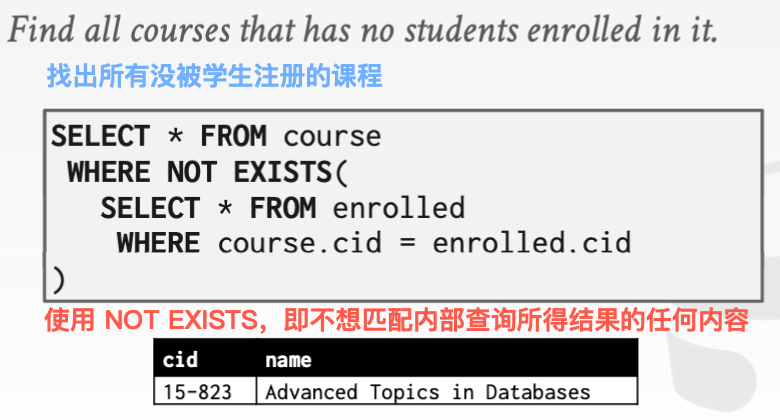 Find all courses that has no students enrolled in it.
找出所有没被学生注册的课程
SELECT * FROM course
WHERE NOT EXISTS(
SELECT * FROM enrolled
WHERE course.cid = enrolled.cid
)
使用 NOT EXISTS，即不想匹配内部查询所得结果的任何内容
cid name
15-823 Advanced Topics in Databases